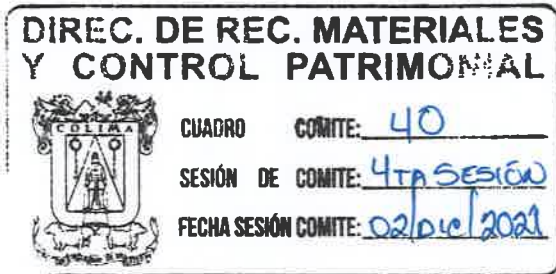 DIREC. DE REC. MATERIALES
Y CONTROL PATRIMONIAL
COLIMA
CUADRO COMITE: 40
SESIÓN DE COMITE: 4TA SESIÓN
FECHA SESIÓN COMITE: 02/DIC/2021